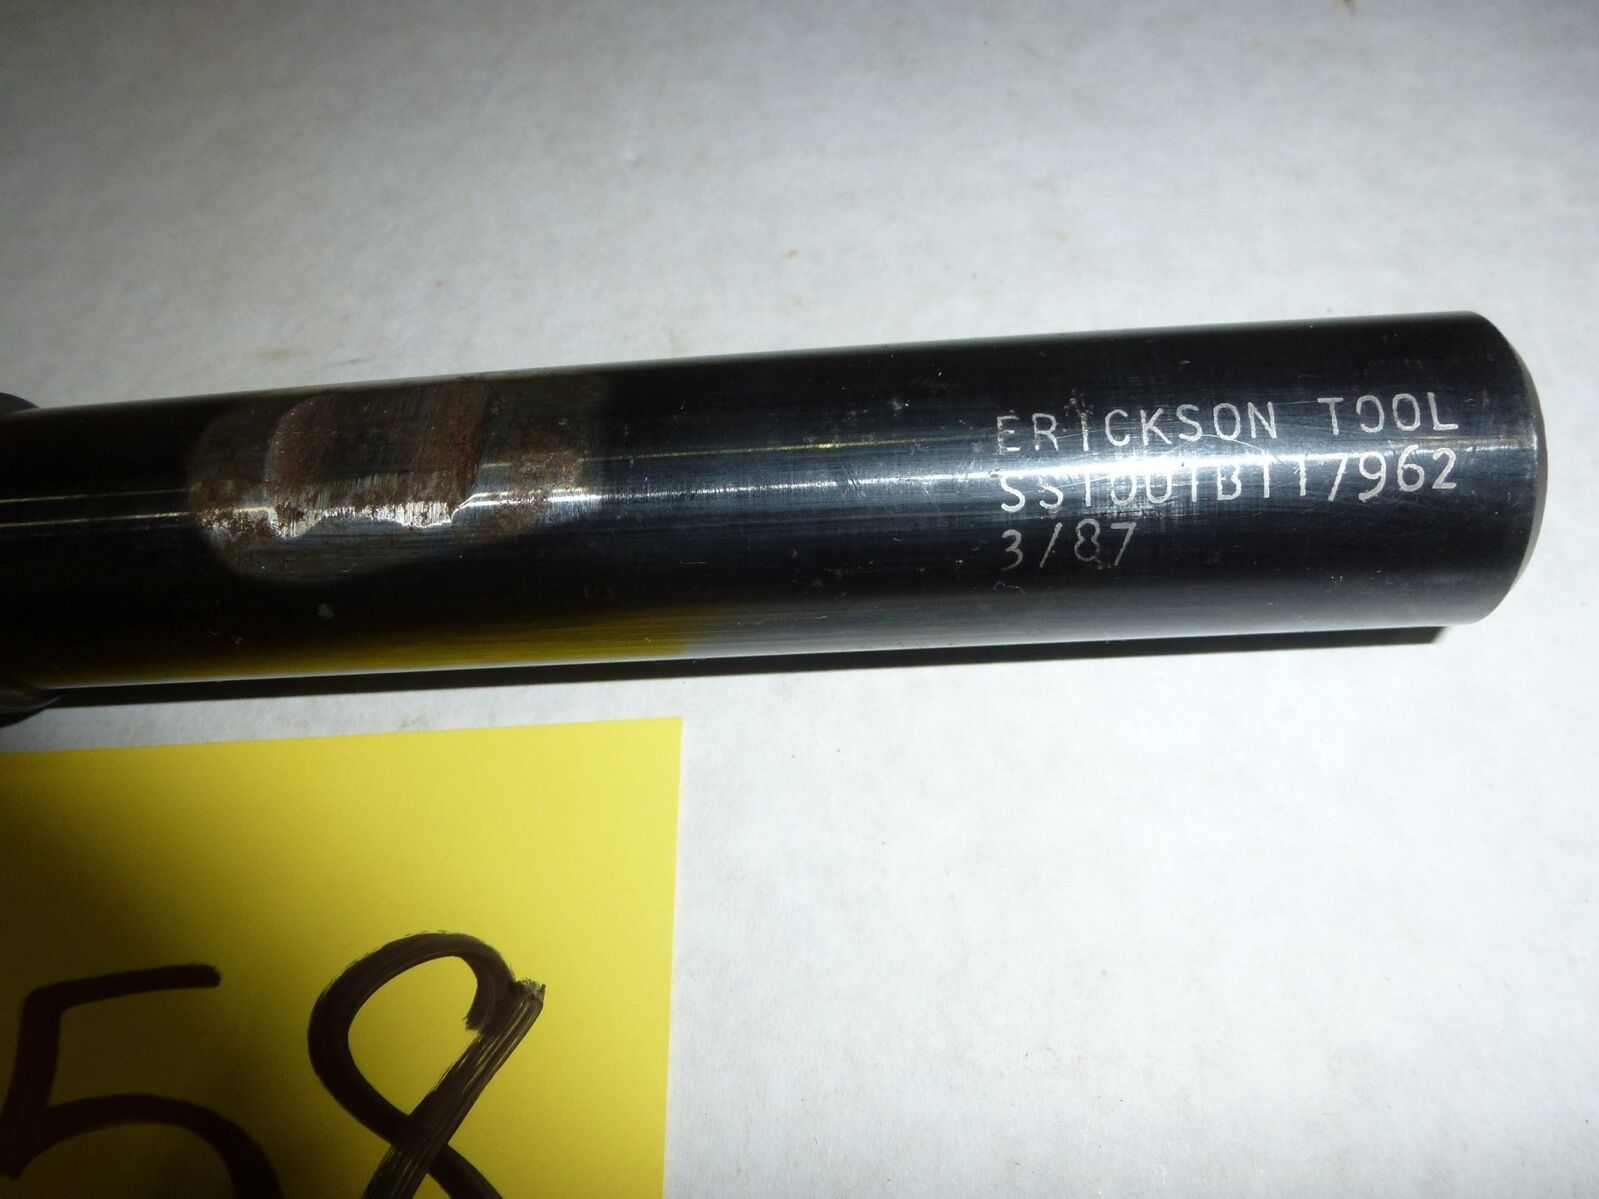 ERICKSON TOOL
SS100TB117962
3/87
58